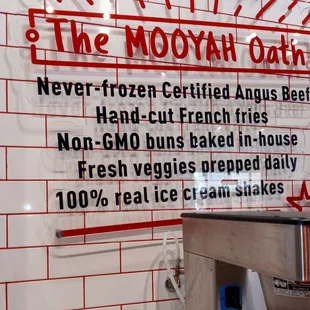 The MOOYAH Oath
Never-frozen Certified Angus Beef
Hand-cut French fries
Non-GMO buns baked in-house
Fresh veggies prepped daily
100% real ice cream shakes